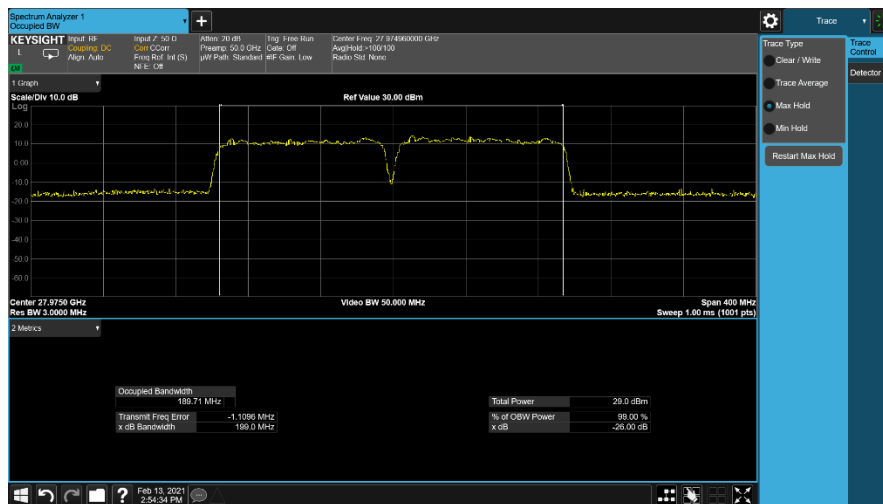 Spectrum Analyzer 1
Occupied BW
+
Trace
KEYSIGHT
L
Input: RF
Coupling: DC
Align: Auto
Input Z: 50 Ω
Corr CCorr
Freq Ref: Int (S)
NFE: Off
Atten: 20 dB
Preamp: 50.0 GHz
µW Path: Standard
Trig: Free Run
Gate: Off
#IF Gain: Low
Center Freq: 27.974960000 GHz
Avg|Hold:>100/100
Radio Std: None
Trace Type
Clear / Write
Trace Average
Max Hold
Min Hold
Restart Max Hold
Trace
Control
Detector
1 Graph
Scale/Div 10.0 dB
Ref Value 30.00 dBm
Log
20.0
10.0
0.00
-10.0
-20.0
-30.0
-40.0
-50.0
-60.0
Center 27.9750 GHz
Video BW 50.000 MHz
Span 400 MHz
Res BW 3.0000 MHz
Sweep 1.00 ms (1001 pts)
2 Metrics
Occupied Bandwidth
189.71 MHz
Total Power 29.0 dBm
Transmit Freq Error -1.1096 MHz
% of OBW Power 99.00 %
x dB Bandwidth 199.0 MHz
x dB -26.00 dB
?
Feb 13, 2021
2:54:34 PM